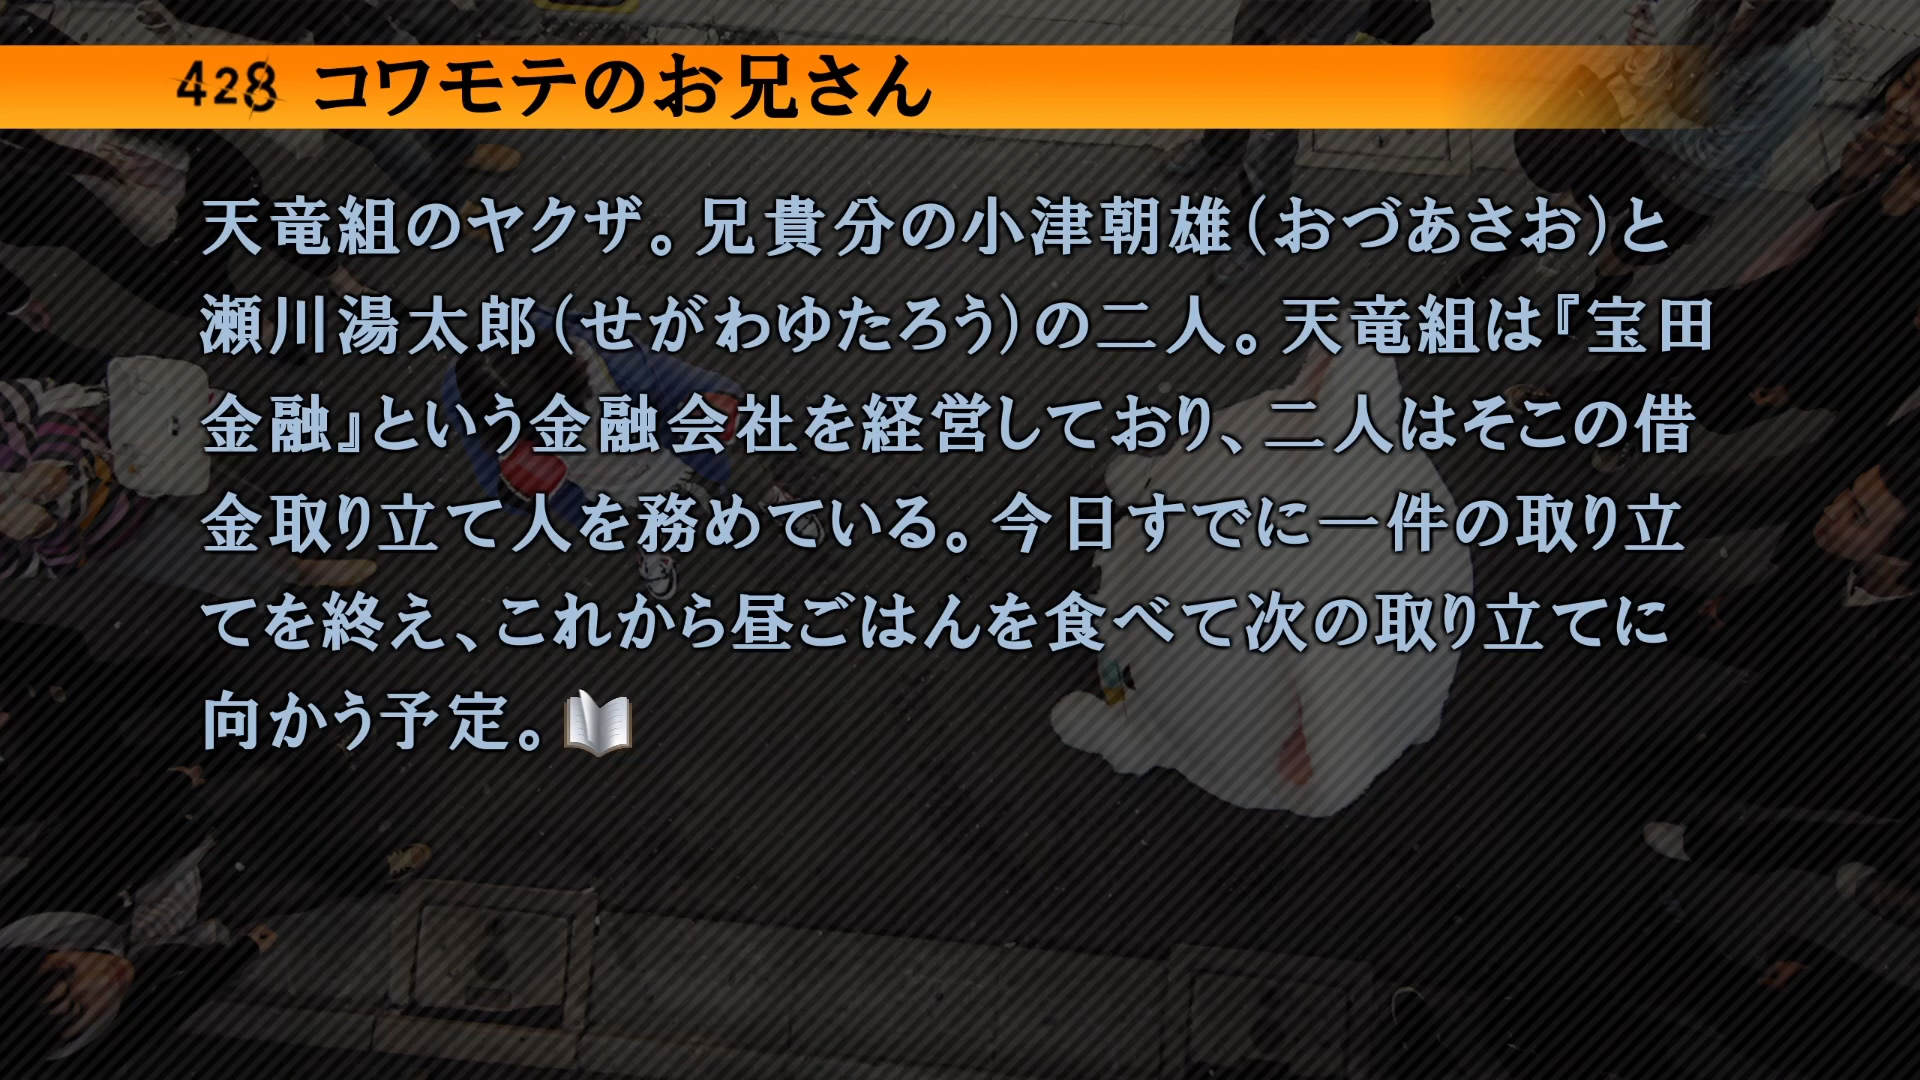 428 コワモテのお兄さん
天竜組のヤクザ。兄貴分の小津朝雄(おづあさお)と
瀬川湯太郎(せがわゆたろう)の二人。天竜組は『宝田
金融』という金融会社を経営しており、二人はそこの借
金取り立て人を務めている。今日すでに一件の取り立
てを終え、これから昼ごはんを食べて次の取り立てに
向かう予定。